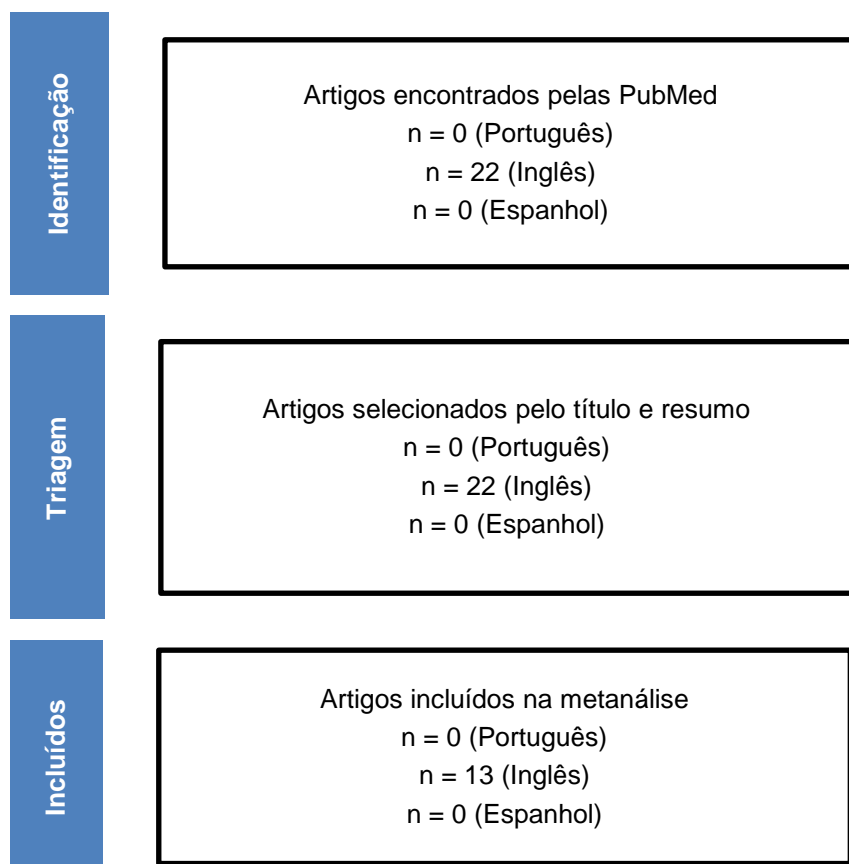 Identificação
Artigos encontrados pelas PubMed
n = 0 (Português)
n = 22 (Inglês)
n = 0 (Espanhol)
Triagem
Artigos selecionados pelo título e resumo
n = 0 (Português)
n = 22 (Inglês)
n = 0 (Espanhol)
Incluídos
Artigos incluídos na metanálise
n = 0 (Português)
n = 13 (Inglês)
n = 0 (Espanhol)